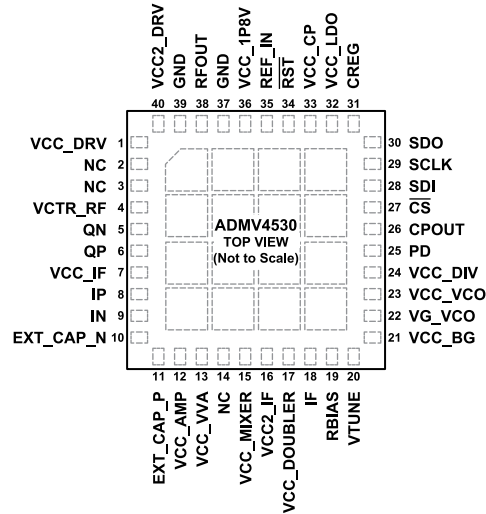 VCC2_DRV
GND
RFOUT
GND
VCC_1P8V
REF_IN
RST
VCC_CP
VCC_LDO
CREG
40 39 38 37 36 35 34 33 32 31
VCC_DRV 1
NC 2
NC 3
VCTR_RF 4
QN 5
QP 6
VCC_IF 7
IP 8
IN 9
EXT_CAP_N 10
ADMV4530
TOP VIEW
(Not to Scale)
30 SDO
29 SCLK
28 SDI
27 CS
26 CPOUT
25 PD
24 VCC_DIV
23 VCC_VCO
22 VG_VCO
21 VCC_BG
11 12 13 14 15 16 17 18 19 20
EXT_CAP_P
VCC_AMP
VCC_VVA
NC
VCC_MIXER
VCC2_IF
VCC_DOUBLER
IF
RBIAS
VTUNE